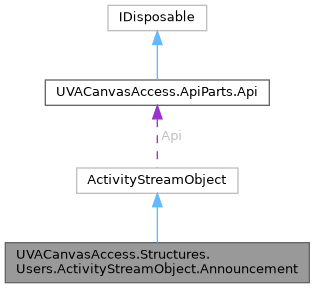 IDisposable
UVACanvasAccess.ApiParts.Api
Api
ActivityStreamObject
UVACanvasAccess.Structures.
Users.ActivityStreamObject.Announcement